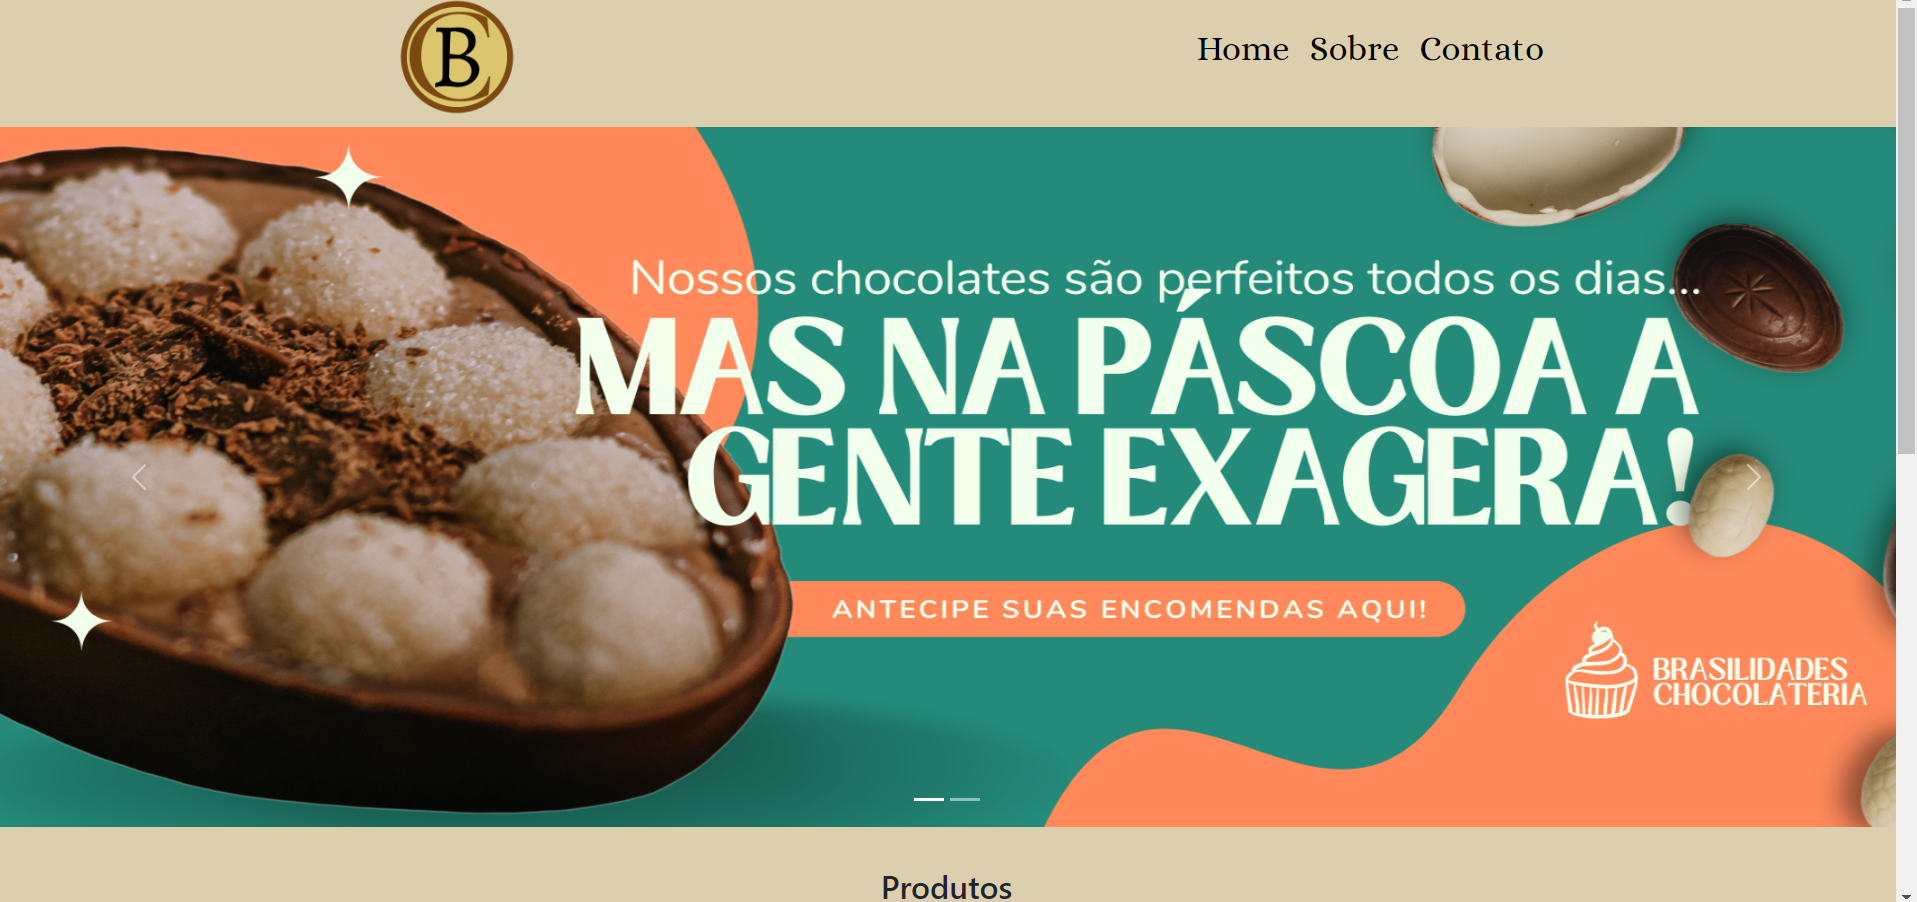 CB
Home Sobre Contato
Nossos chocolates são perfeitos todos os dias...
MAS NA PÁSCOA A
GENTE EXAGERA!
ANTECIPE SUAS ENCOMENDAS AQUI!
BRASILIDADES
CHOCOLATERIA
Produtos